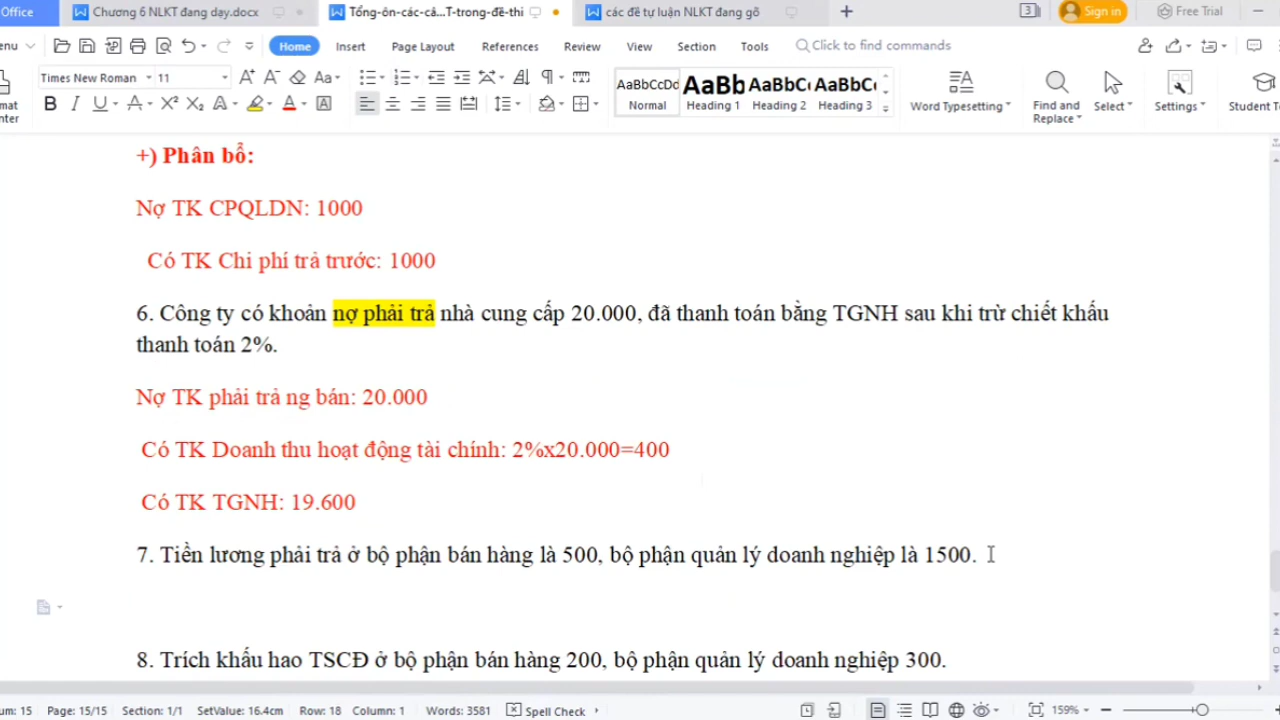 Office Chương 6 NLKT đang dạy.docx Tổng-ôn-các-câ...T-trong-đề-thi các đề tự luận NLKT đang gõ + 3 Sign in Free Trial
enu Home Insert Page Layout References Review View Section Tools Click to find commands
Times New Roman 11 A+ A- Aa AaBbCcDd AaBb AaBbC AaBbC
Normal Heading 1 Heading 2 Heading 3 Word Typesetting Find and Replace Select Settings Student
B I U A X² X₂ A A A
+) Phân bổ:
Nợ TK CPQLDN: 1000
Có TK Chi phí trả trước: 1000
6. Công ty có khoản nợ phải trả nhà cung cấp 20.000, đã thanh toán bằng TGNH sau khi trừ chiết khấu
thanh toán 2%.
Nợ TK phải trả ng bán: 20.000
Có TK Doanh thu hoạt động tài chính: 2%x20.000=400
Có TK TGNH: 19.600
7. Tiền lương phải trả ở bộ phận bán hàng là 500, bộ phận quản lý doanh nghiệp là 1500.
8. Trích khấu hao TSCĐ ở bộ phận bán hàng 200, bộ phận quản lý doanh nghiệp 300.
um: 15 Page: 15/15 Section: 1/1 SetValue: 16.4cm Row: 18 Column: 1 Words: 3581 Spell Check 159%